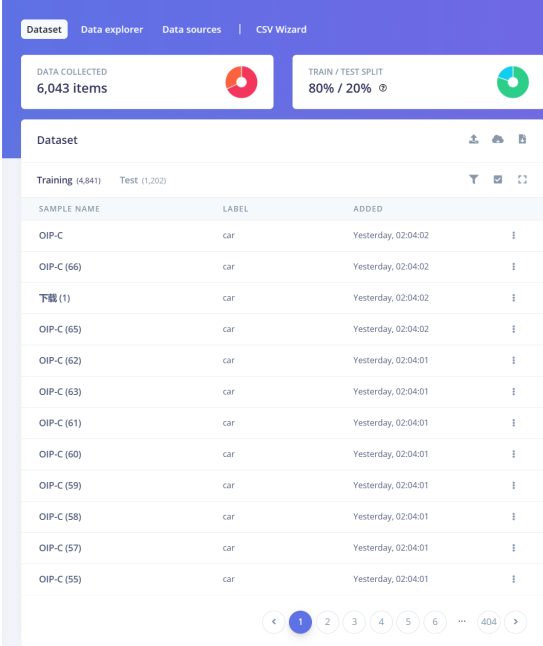 Dataset Data explorer Data sources | CSV Wizard
DATA COLLECTED
6,043 items
TRAIN / TEST SPLIT
80% / 20%
Dataset
Training (4,841) Test (1,202)
SAMPLE NAME LABEL ADDED
OIP-C car Yesterday, 02:04:02
OIP-C (66) car Yesterday, 02:04:02
下载 (1) car Yesterday, 02:04:02
OIP-C (65) car Yesterday, 02:04:02
OIP-C (62) car Yesterday, 02:04:01
OIP-C (63) car Yesterday, 02:04:01
OIP-C (61) car Yesterday, 02:04:01
OIP-C (60) car Yesterday, 02:04:01
OIP-C (59) car Yesterday, 02:04:01
OIP-C (58) car Yesterday, 02:04:01
OIP-C (57) car Yesterday, 02:04:01
OIP-C (55) car Yesterday, 02:04:01
1 2 3 4 5 6 ... 404